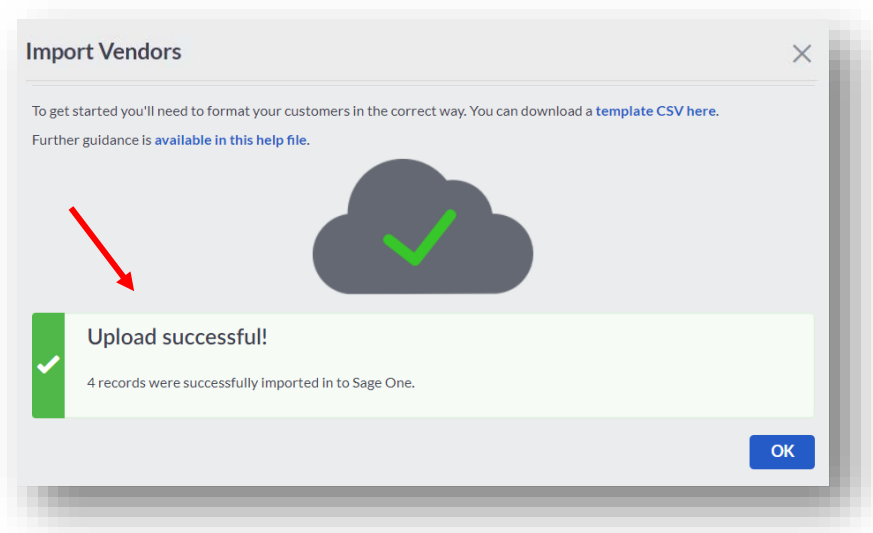 Import Vendors
To get started you'll need to format your customers in the correct way. You can download a template CSV here.
Further guidance is available in this help file.
Upload successful!
4 records were successfully imported in to Sage One.
OK